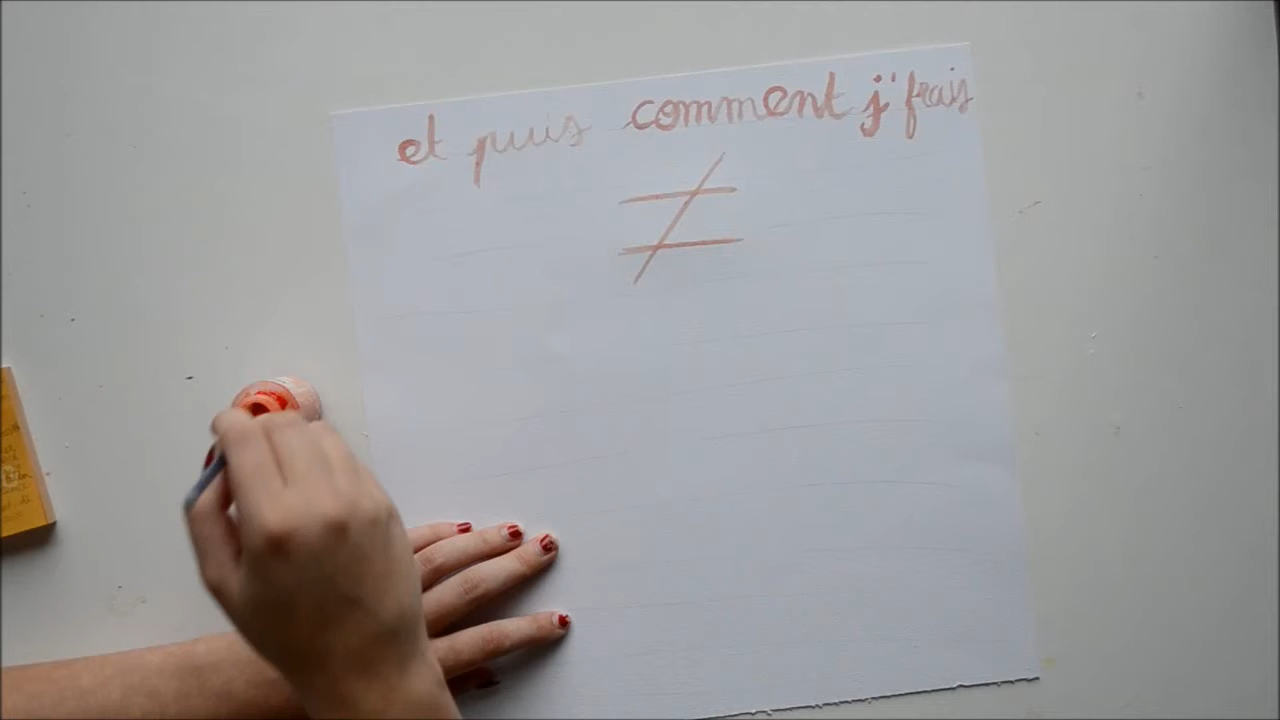 et puis comment j'frais
≠